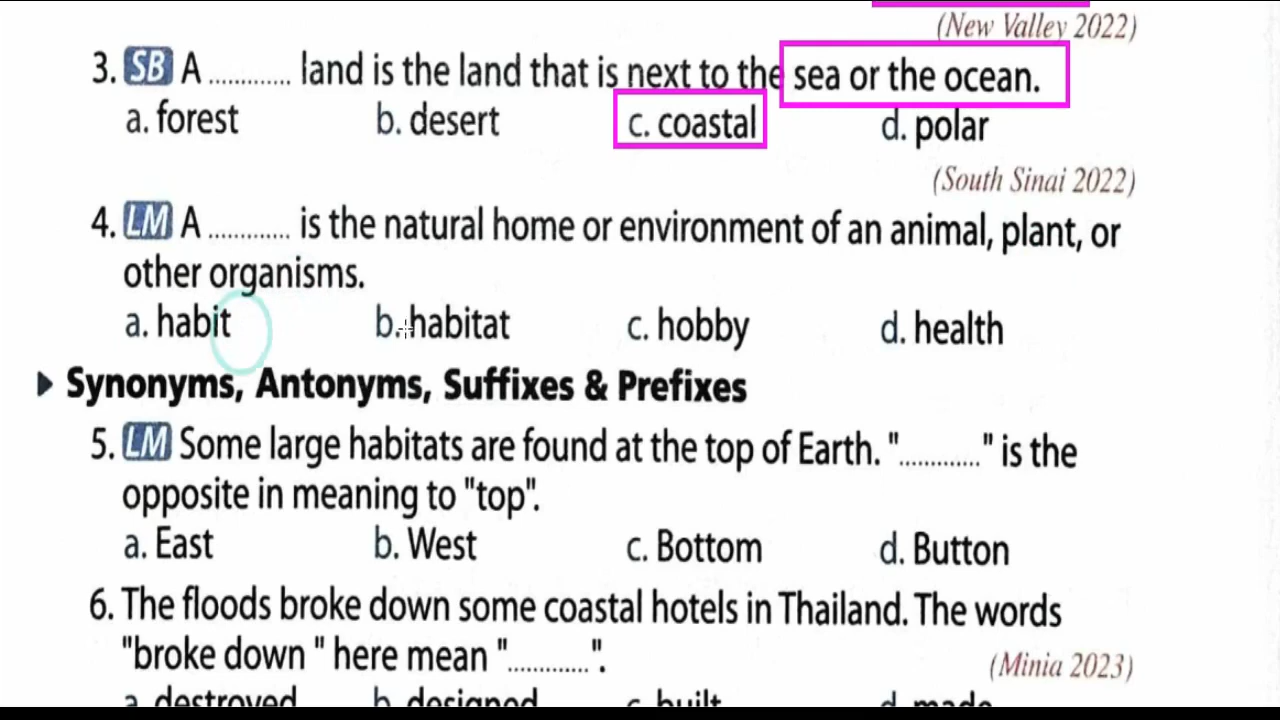 (New Valley 2022)
3. SB A ............ land is the land that is next to the sea or the ocean.
a. forest b. desert c. coastal d. polar
(South Sinai 2022)
4. LM A ............ is the natural home or environment of an animal, plant, or
other organisms.
a. habit b. habitat c. hobby d. health
Synonyms, Antonyms, Suffixes & Prefixes
5. LM Some large habitats are found at the top of Earth. "............" is the
opposite in meaning to "top".
a. East b. West c. Bottom d. Button
6. The floods broke down some coastal hotels in Thailand. The words
"broke down " here mean "............".
(Minia 2023)
a. destroyed b. designed c. built d. made